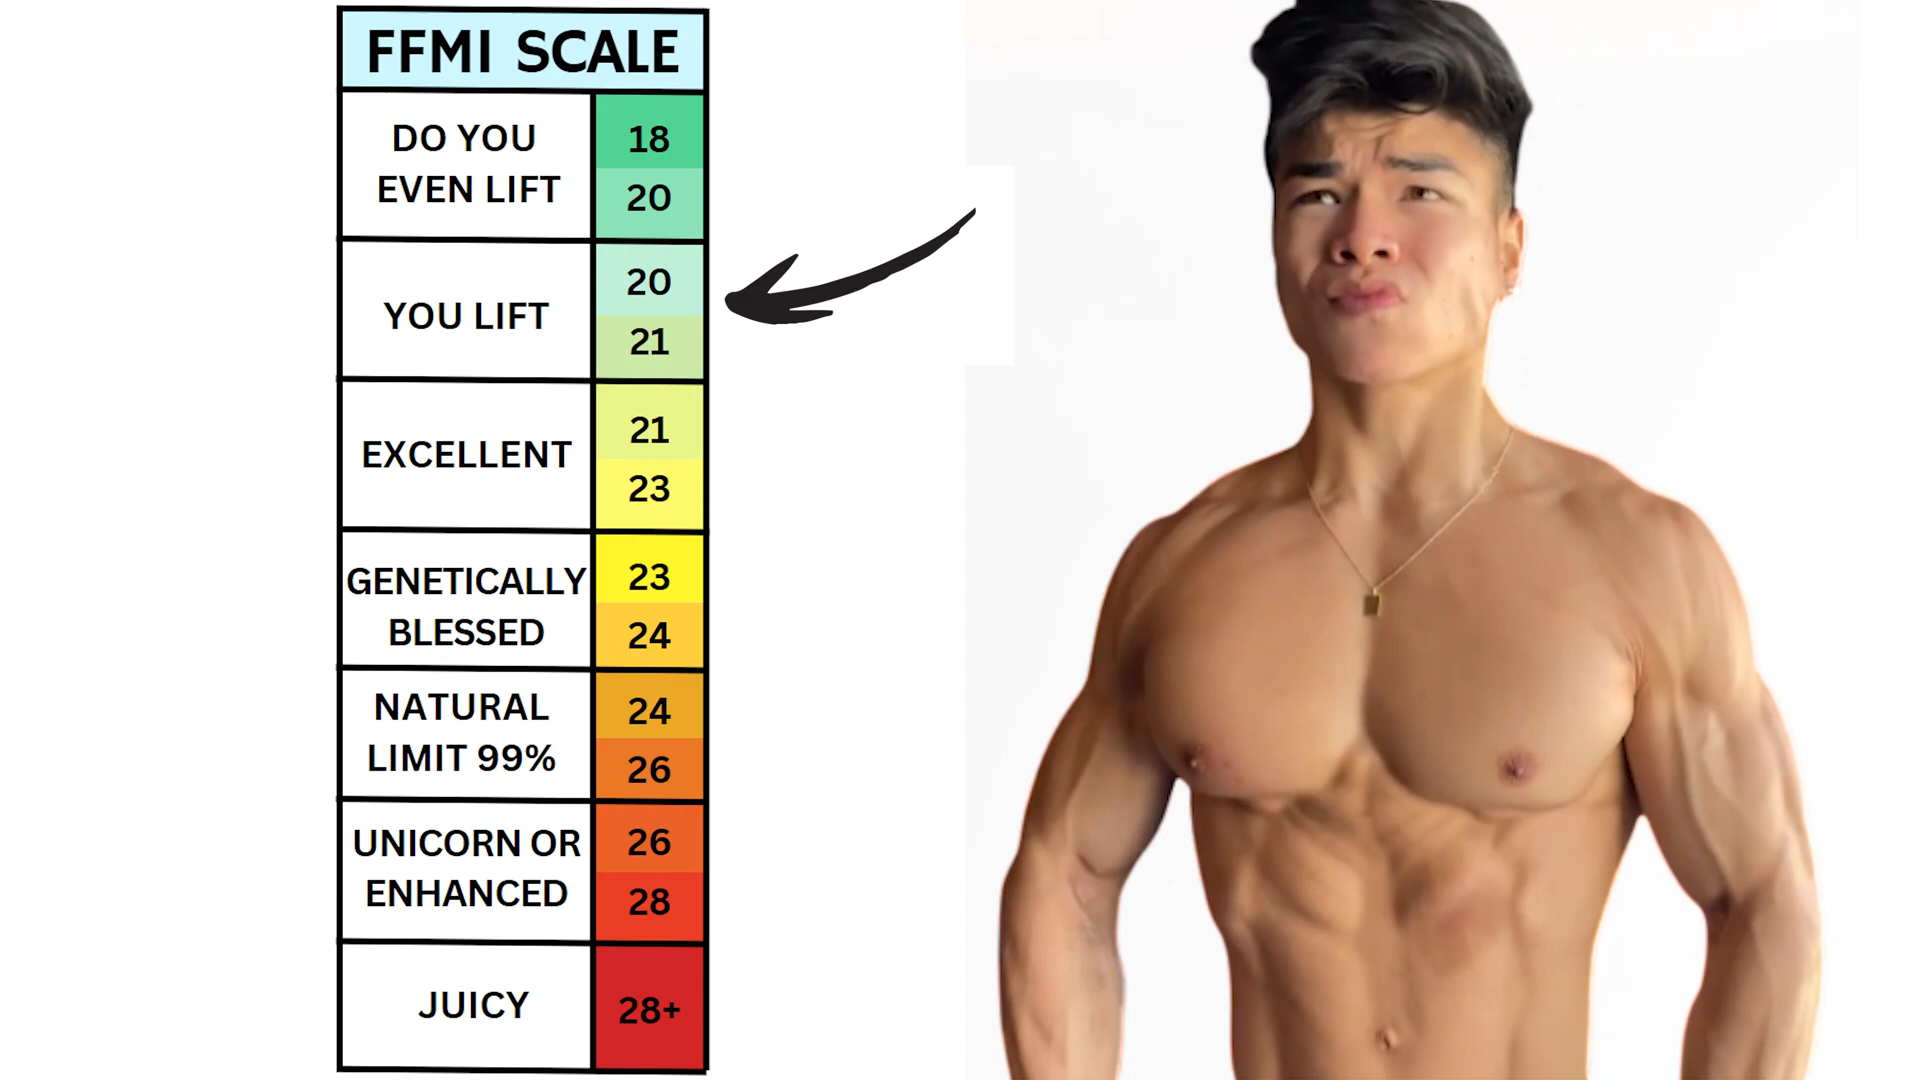 FFMI SCALE
DO YOU
EVEN LIFT
18
20
YOU LIFT
20
21
EXCELLENT
21
23
GENETICALLY
BLESSED
23
24
NATURAL
LIMIT 99%
24
26
UNICORN OR
ENHANCED
26
28
JUICY
28+